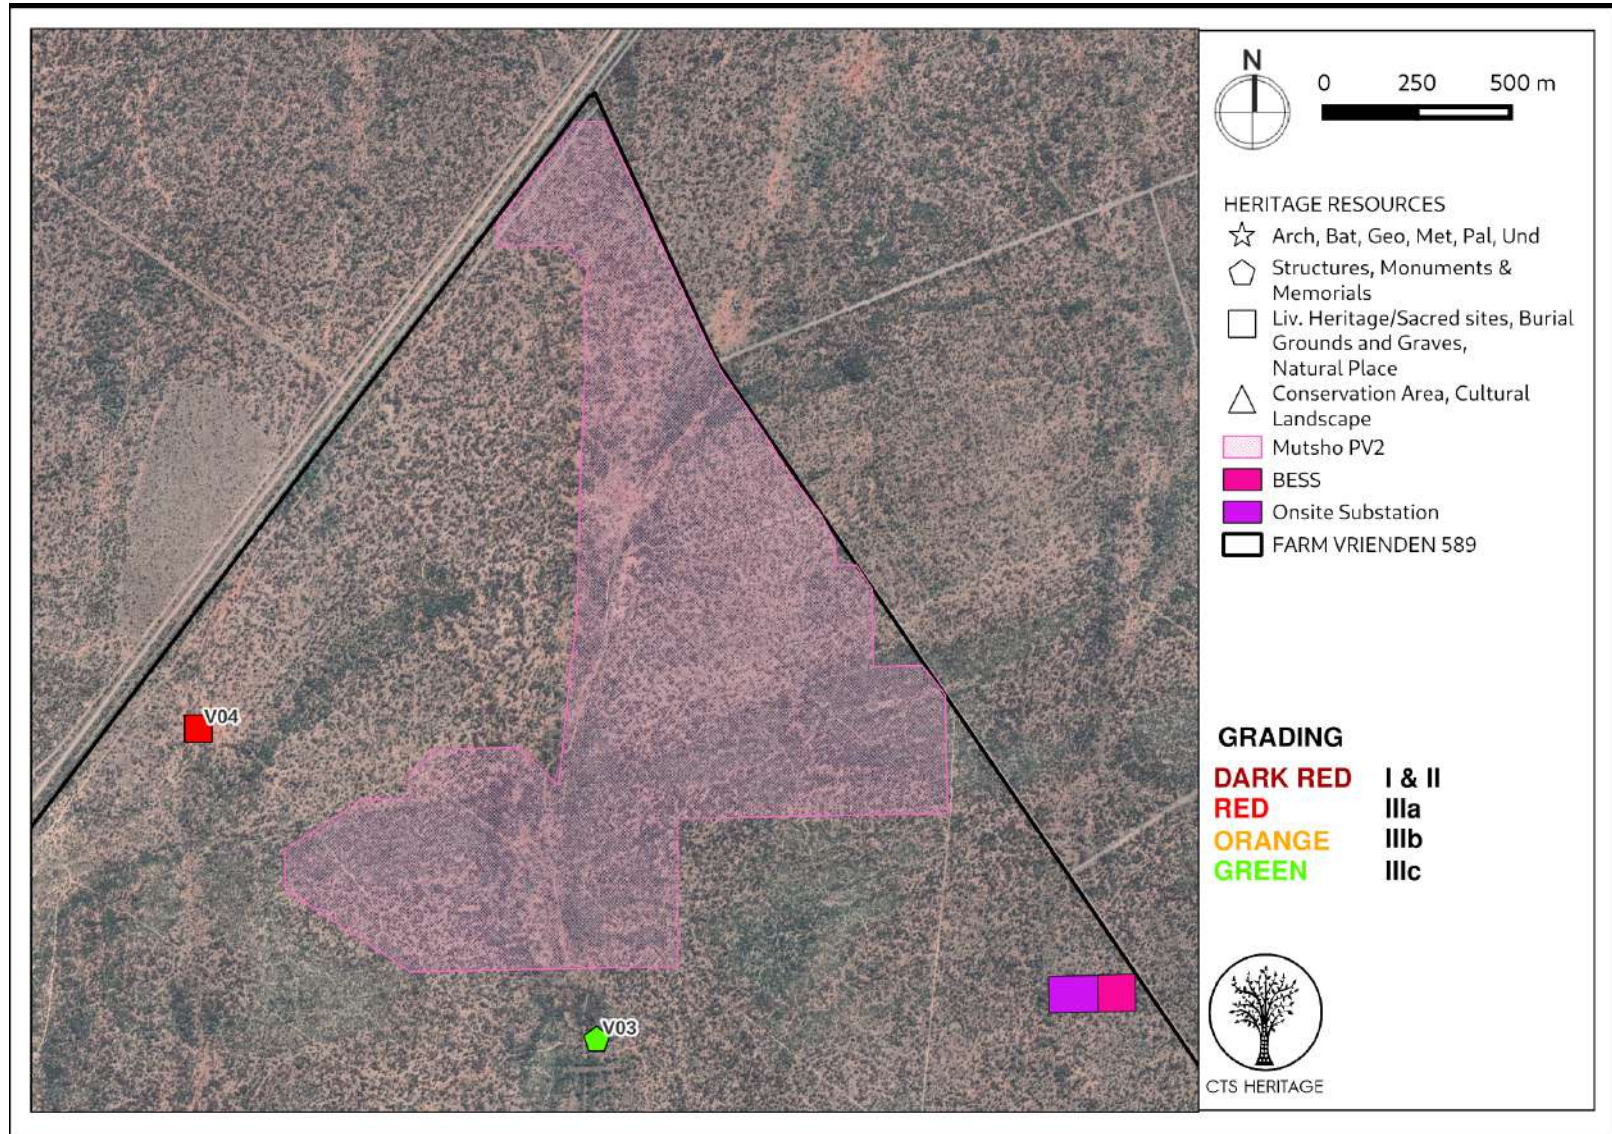 N
0 250 500 m
HERITAGE RESOURCES
Arch, Bat, Geo, Met, Pal, Und
Structures, Monuments &
Memorials
Liv. Heritage/Sacred sites, Burial
Grounds and Graves,
Natural Place
Conservation Area, Cultural
Landscape
Mutsho PV2
BESS
Onsite Substation
FARM VRIENDEN 589
V04
V03
GRADING
DARK RED I & II
RED IIIa
ORANGE IIIb
GREEN IIIc
CTS HERITAGE